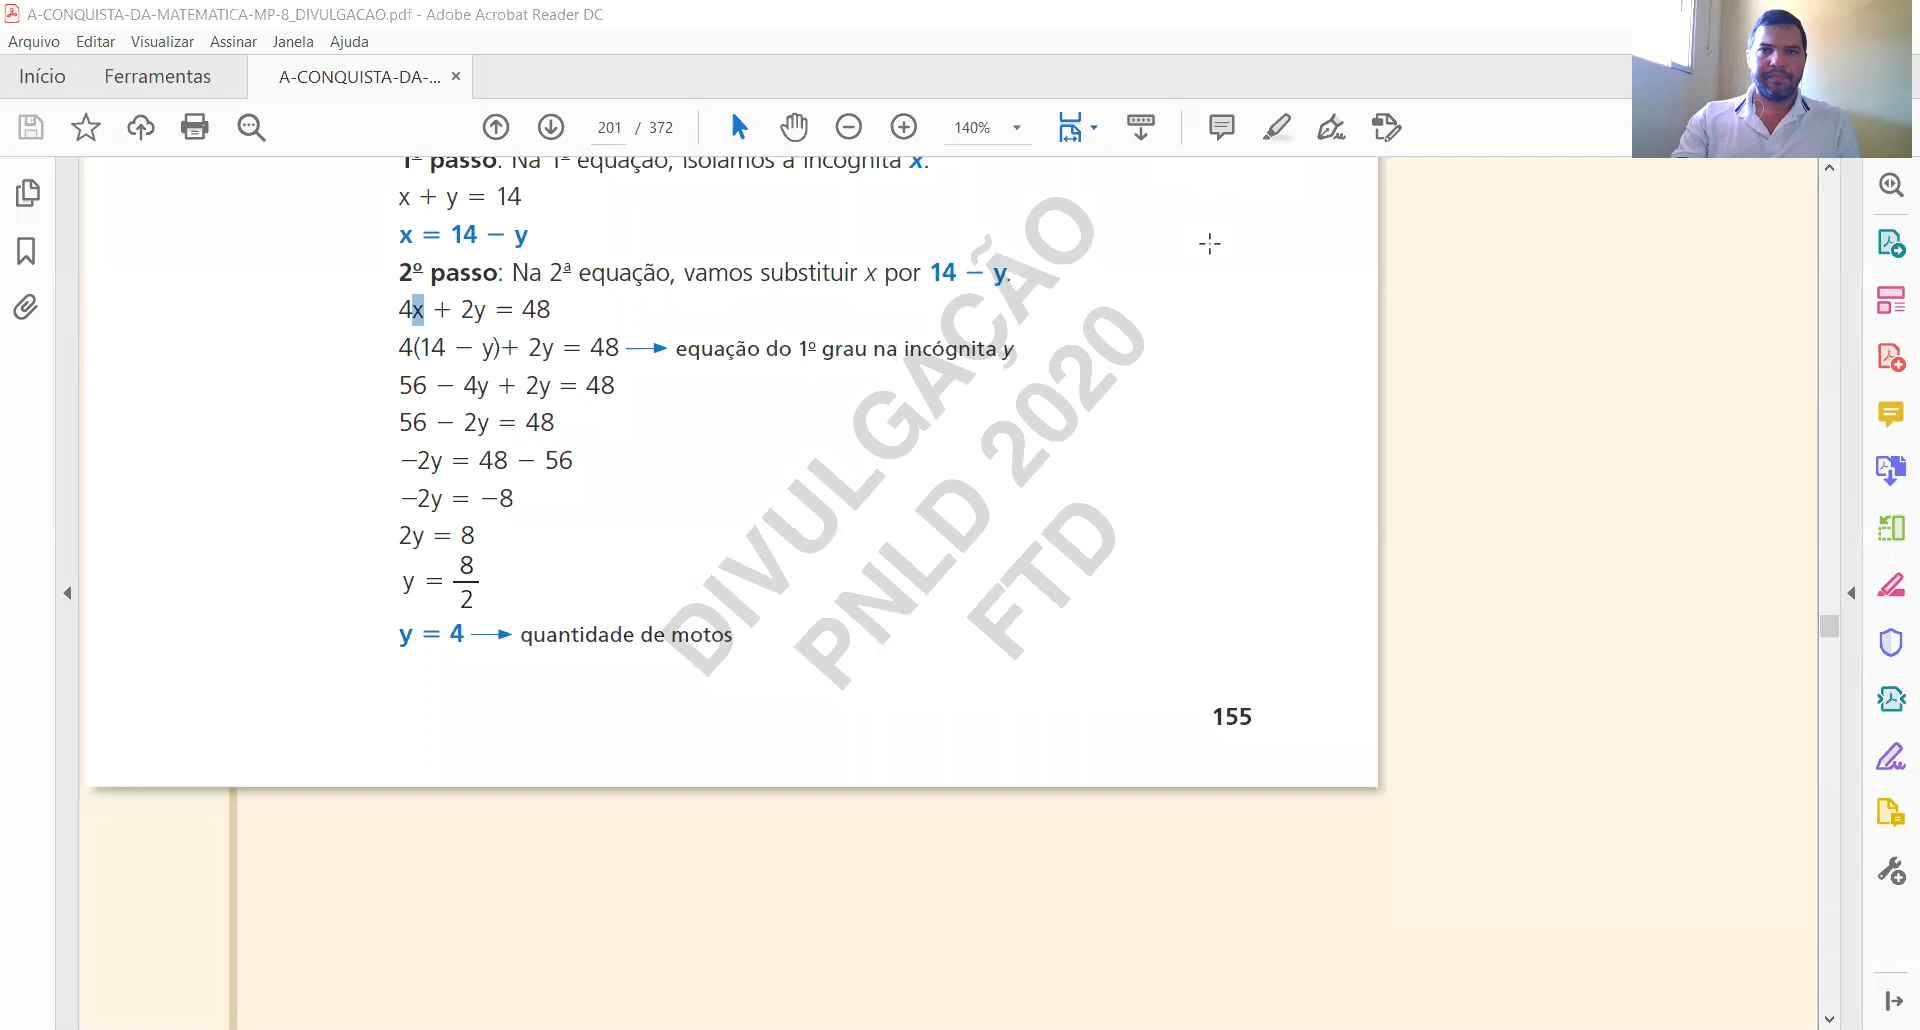 A-CONQUISTA-DA-MATEMATICA-MP-8_DIVULGACAO.pdf - Adobe Acrobat Reader DC
Arquivo Editar Visualizar Assinar Janela Ajuda
Início Ferramentas A-CONQUISTA-DA-... ×
201 / 372 140%
1º passo: Na 1ª equação, isolamos a incógnita x.
x + y = 14
x = 14 − y
2º passo: Na 2ª equação, vamos substituir x por 14 − y.
4x + 2y = 48
4(14 − y)+ 2y = 48 → equação do 1º grau na incógnita y
56 − 4y + 2y = 48
56 − 2y = 48
−2y = 48 − 56
−2y = −8
2y = 8
y = 8/2
y = 4 → quantidade de motos
DIVULGAÇÃO
PNLD 2020
FTD
155